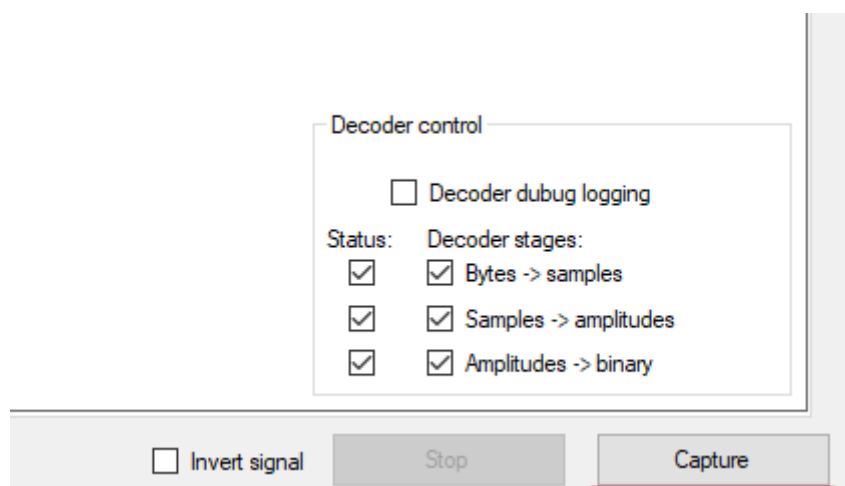 Decoder control
Decoder dubug logging
Status: Decoder stages:
Bytes -> samples
Samples -> amplitudes
Amplitudes -> binary
Invert signal Stop Capture